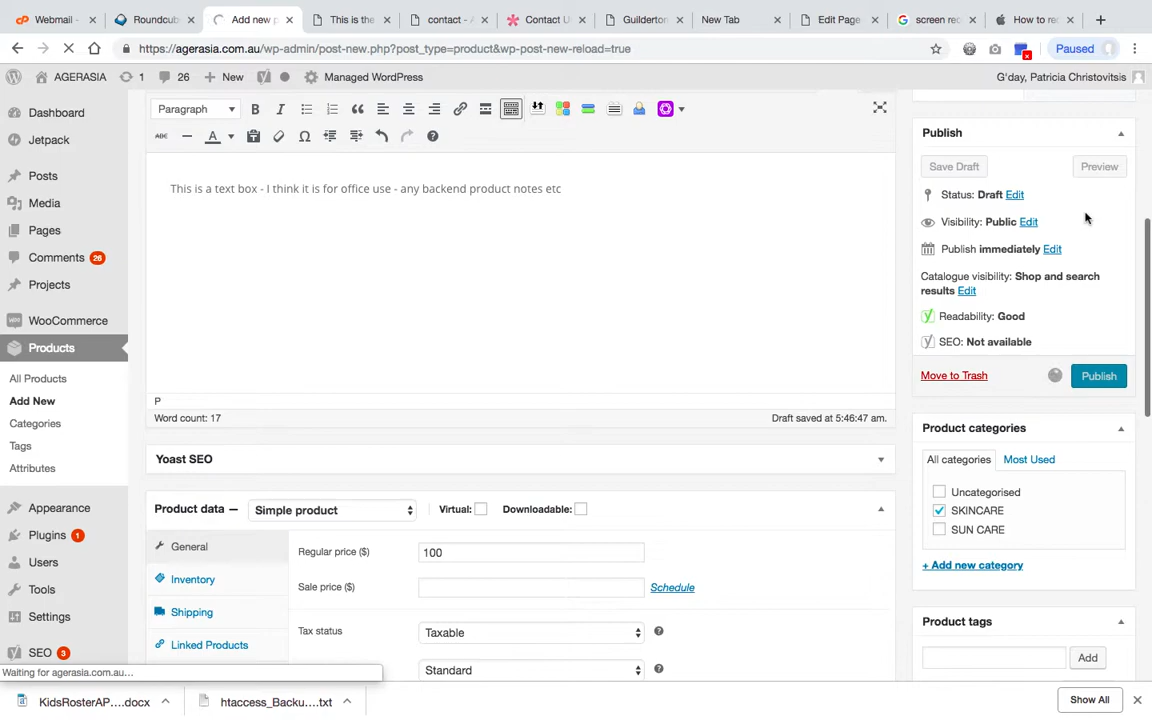 Webmail -
Roundcub
Add new p
This is the
contact - A
Contact U
Guilderton
New Tab
Edit Page
screen rec
How to rec
https://agerasia.com.au/wp-admin/post-new.php?post_type=product&wp-post-new-reload=true
Paused
AGERASIA
1
26
New
Managed WordPress
G'day, Patricia Christovitsis
Dashboard
Jetpack
Posts
Media
Pages
Comments 26
Projects
WooCommerce
Products
All Products
Add New
Categories
Tags
Attributes
Appearance
Plugins 1
Users
Tools
Settings
SEO 3
Paragraph
This is a text box - I think it is for office use - any backend product notes etc
P
Word count: 17
Draft saved at 5:46:47 am.
Yoast SEO
Product data —
Simple product
Virtual:
Downloadable:
General
Inventory
Shipping
Linked Products
Regular price ($)
100
Sale price ($)
Schedule
Tax status
Taxable
Standard
Publish
Save Draft
Preview
Status: Draft Edit
Visibility: Public Edit
Publish immediately Edit
Catalogue visibility: Shop and search
results Edit
Readability: Good
SEO: Not available
Move to Trash
Publish
Product categories
All categories
Most Used
Uncategorised
SKINCARE
SUN CARE
+ Add new category
Product tags
Add
Waiting for agerasia.com.au...
KidsRosterAP....docx
htaccess_Backu....txt
Show All